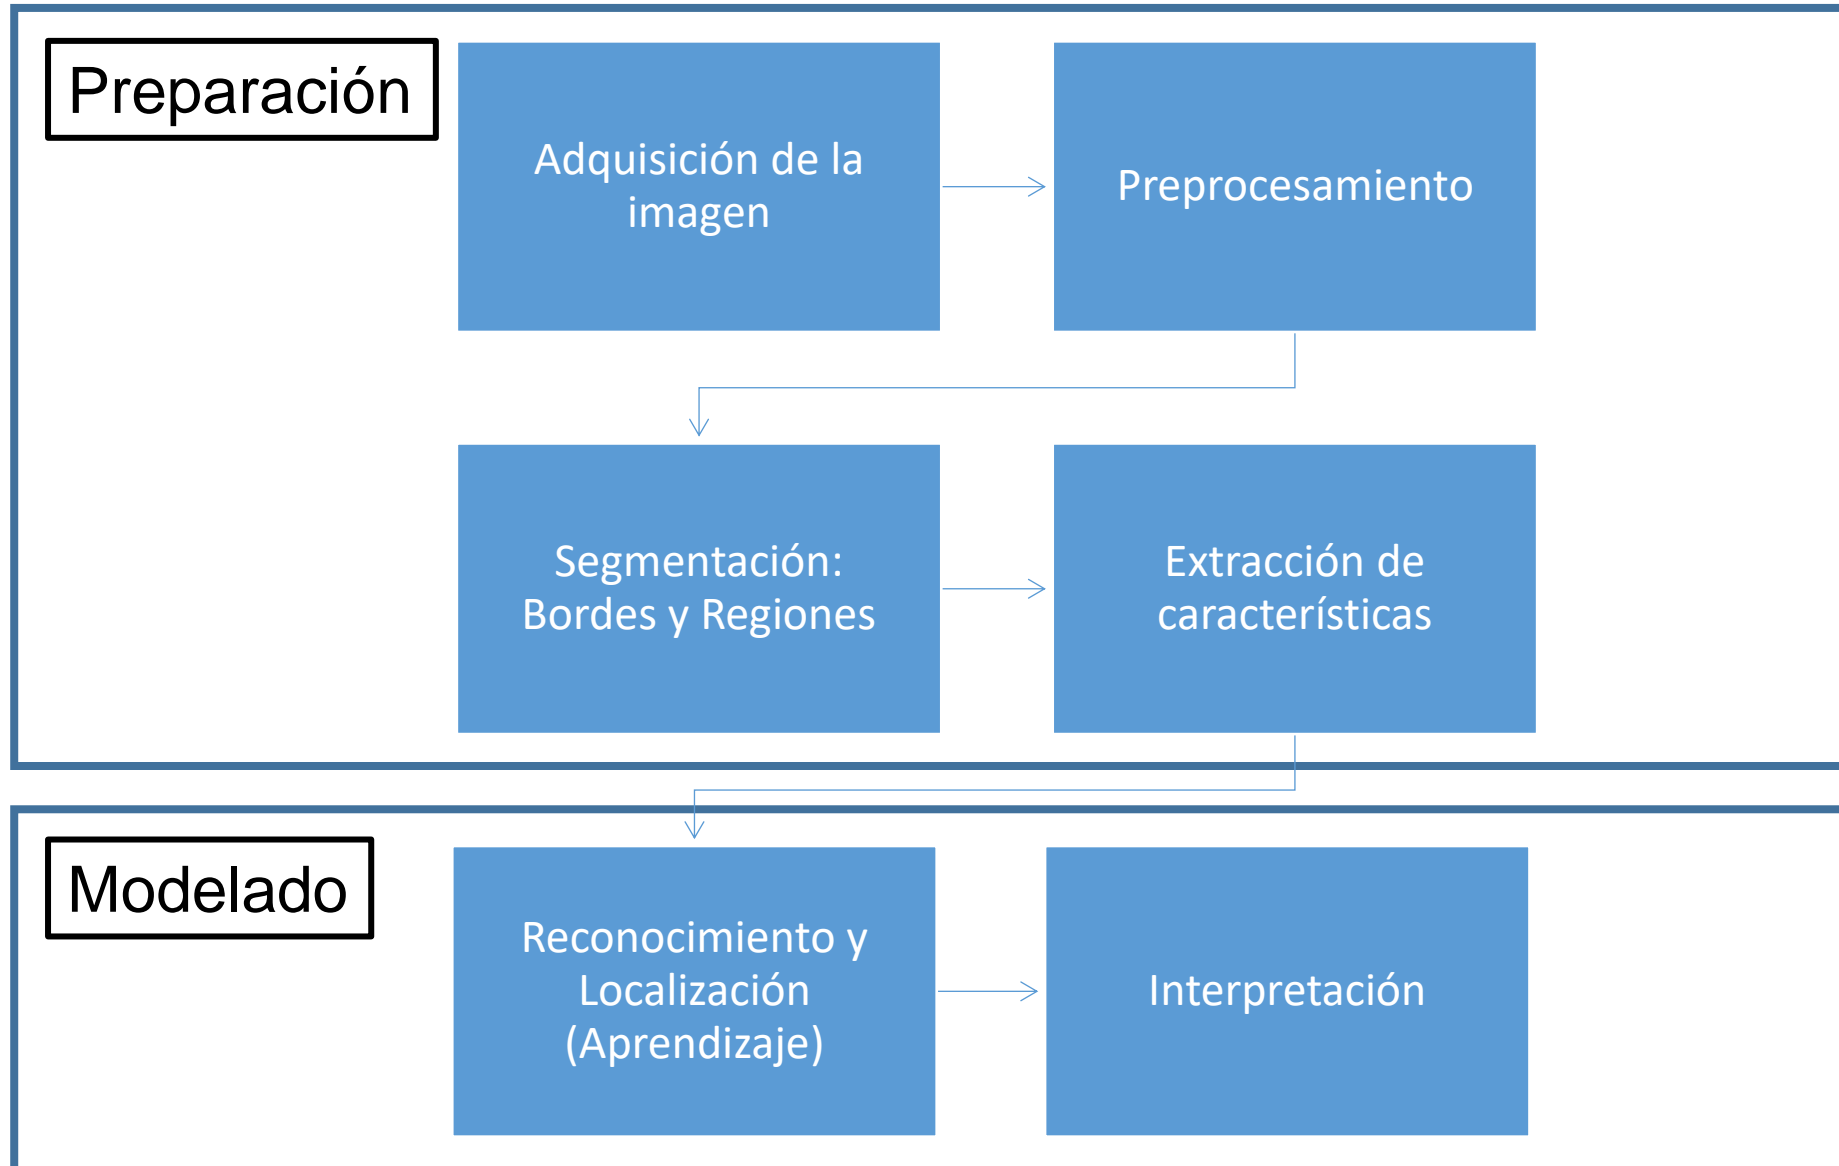 Preparación
Adquisición de la
imagen
Preprocesamiento
Segmentación:
Bordes y Regiones
Extracción de
características
Modelado
Reconocimiento y
Localización
(Aprendizaje)
Interpretación